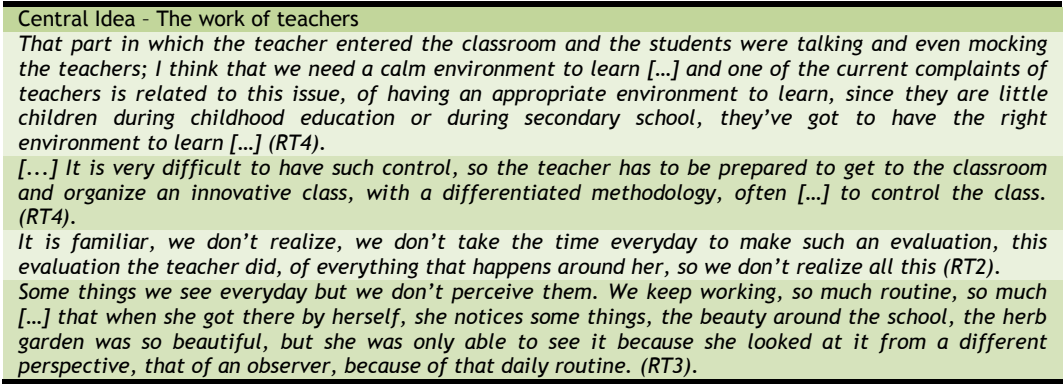 Central Idea – The work of teachers
That part in which the teacher entered the classroom and the students were talking and even mocking
the teachers; I think that we need a calm environment to learn […] and one of the current complaints of
teachers is related to this issue, of having an appropriate environment to learn, since they are little
children during childhood education or during secondary school, they’ve got to have the right
environment to learn […] (RT4).
[...] It is very difficult to have such control, so the teacher has to be prepared to get to the classroom
and organize an innovative class, with a differentiated methodology, often […] to control the class.
(RT4).
It is familiar, we don’t realize, we don’t take the time everyday to make such an evaluation, this
evaluation the teacher did, of everything that happens around her, so we don’t realize all this (RT2).
Some things we see everyday but we don’t perceive them. We keep working, so much routine, so much
[…] that when she got there by herself, she notices some things, the beauty around the school, the herb
garden was so beautiful, but she was only able to see it because she looked at it from a different
perspective, that of an observer, because of that daily routine. (RT3).